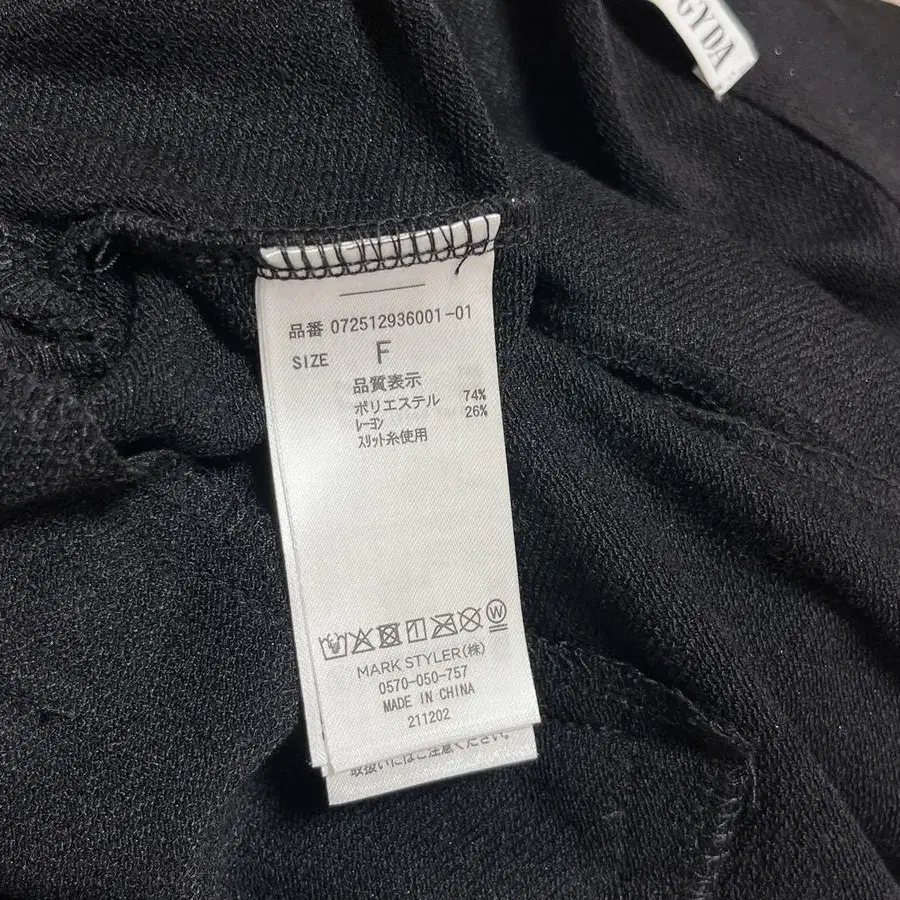 GYDA
品番 072512936001-01
SIZE F
品質表示
ポリエステル 74%
レーヨン 26%
スリット糸使用
W
MARK STYLER(株)
0570-050-757
MADE IN CHINA
211202
取扱いにはご注意ください。